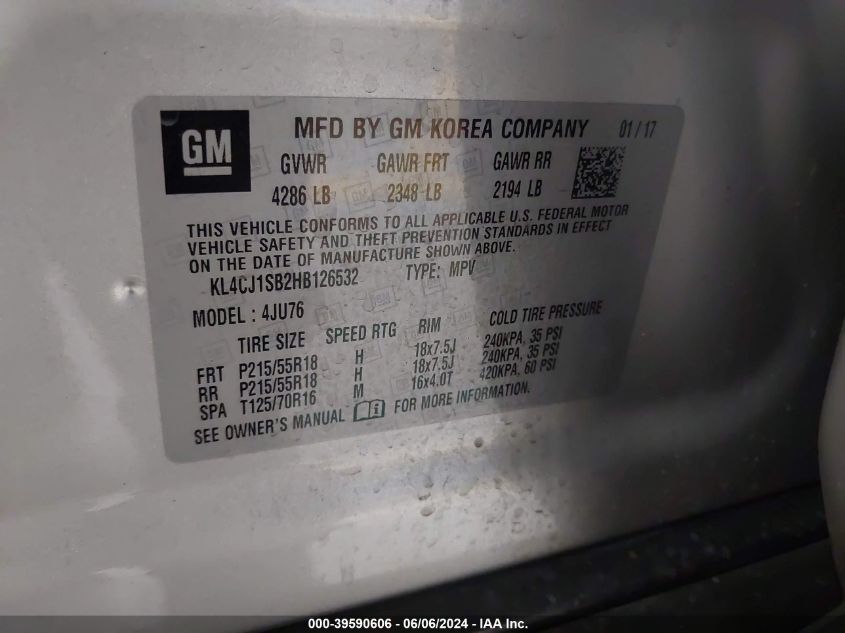 GM
MFD BY GM KOREA COMPANY 01/17
GVWR GAWR FRT GAWR RR
4286 LB 2348 LB 2194 LB
THIS VEHICLE CONFORMS TO ALL APPLICABLE U.S. FEDERAL MOTOR
VEHICLE SAFETY AND THEFT PREVENTION STANDARDS IN EFFECT
ON THE DATE OF MANUFACTURE SHOWN ABOVE.
KL4CJ1SB2HB126532 TYPE: MPV
MODEL : 4JU76
TIRE SIZE SPEED RTG RIM COLD TIRE PRESSURE
FRT P215/55R18 H 18x7.5J 240KPA, 35 PSI
RR P215/55R18 H 18x7.5J 240KPA, 35 PSI
SPA T125/70R16 M 16x4.0T 420KPA, 60 PSI
SEE OWNER'S MANUAL FOR MORE INFORMATION.
000-39590606 - 06/06/2024 - IAA Inc.